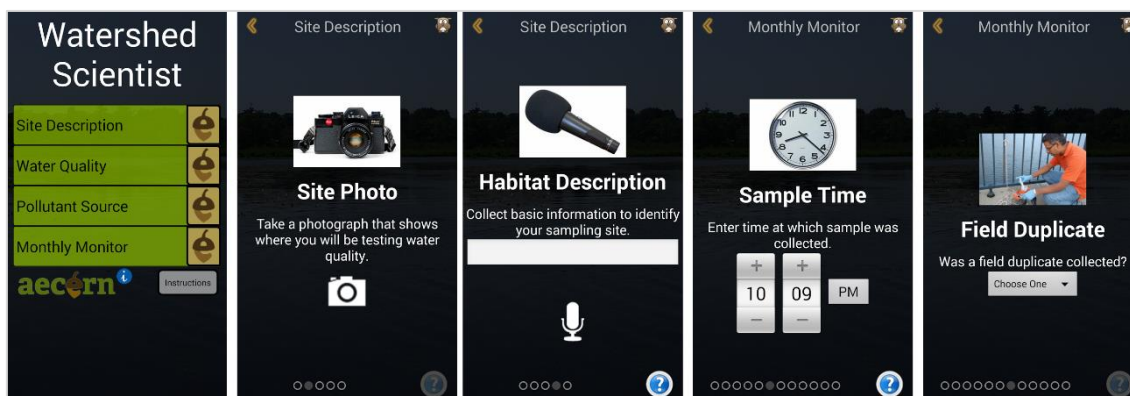 Watershed
Scientist
Site Description
Water Quality
Pollutant Source
Monthly Monitor
aecorn
Instructions
Site Description
Site Photo
Take a photograph that shows
where you will be testing water
quality.
Site Description
Habitat Description
Collect basic information to identify
your sampling site.
Monthly Monitor
Sample Time
Enter time at which sample was
collected.
+ +
10 09 PM
– –
Monthly Monitor
Field Duplicate
Was a field duplicate collected?
Choose One